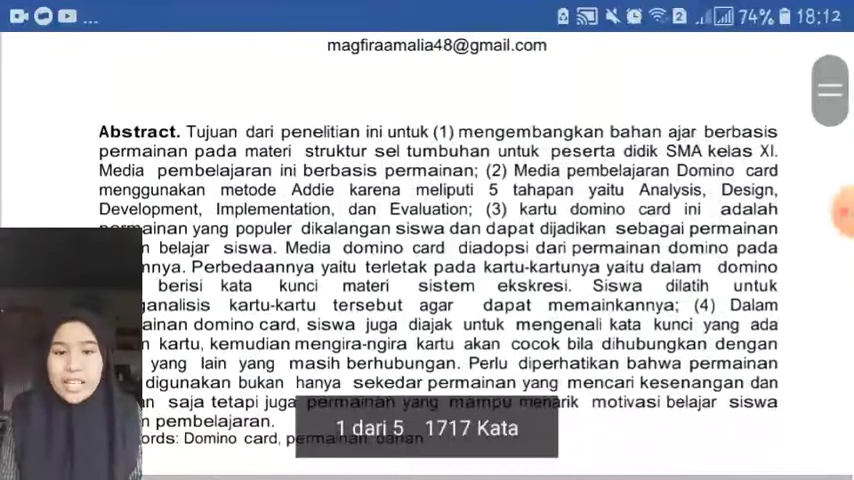 ... 2 74% 18:12
magfiraamalia48@gmail.com
Abstract. Tujuan dari penelitian ini untuk (1) mengembangkan bahan ajar berbasis
permainan pada materi struktur sel tumbuhan untuk peserta didik SMA kelas XI.
Media pembelajaran ini berbasis permainan; (2) Media pembelajaran Domino card
menggunakan metode Addie karena meliputi 5 tahapan yaitu Analysis, Design,
Development, Implementation, dan Evaluation; (3) kartu domino card ini adalah
permainan yang populer dikalangan siswa dan dapat dijadikan sebagai permainan
belajar siswa. Media domino card diadopsi dari permainan domino pada
mnya. Perbedaannya yaitu terletak pada kartu-kartunya yaitu dalam domino
berisi kata kunci materi sistem ekskresi. Siswa dilatih untuk
ganalisis kartu-kartu tersebut agar dapat memainkannya; (4) Dalam
ainan domino card, siswa juga diajak untuk mengenali kata kunci yang ada
kartu, kemudian mengira-ngira kartu akan cocok bila dihubungkan dengan
yang lain yang masih berhubungan. Perlu diperhatikan bahwa permainan
digunakan bukan hanya sekedar permainan yang mencari kesenangan dan
saja tetapi juga permainan yang mampu menarik motivasi belajar siswa
pembelajaran.
ords: Domino card, permainan, bahan
1 dari 5 1717 Kata